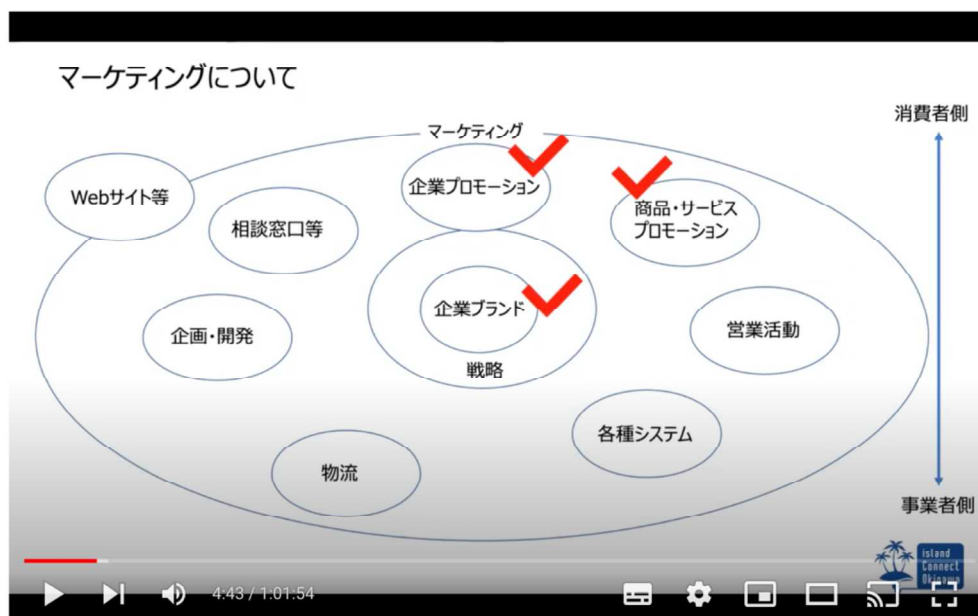 マーケティングについて
消費者側
マーケティング
Webサイト等
企業プロモーション
相談窓口等
商品・サービス
プロモーション
企画・開発
企業ブランド
営業活動
戦略
各種システム
物流
事業者側
island
Connect
Okinawa
4:43 / 1:01:54